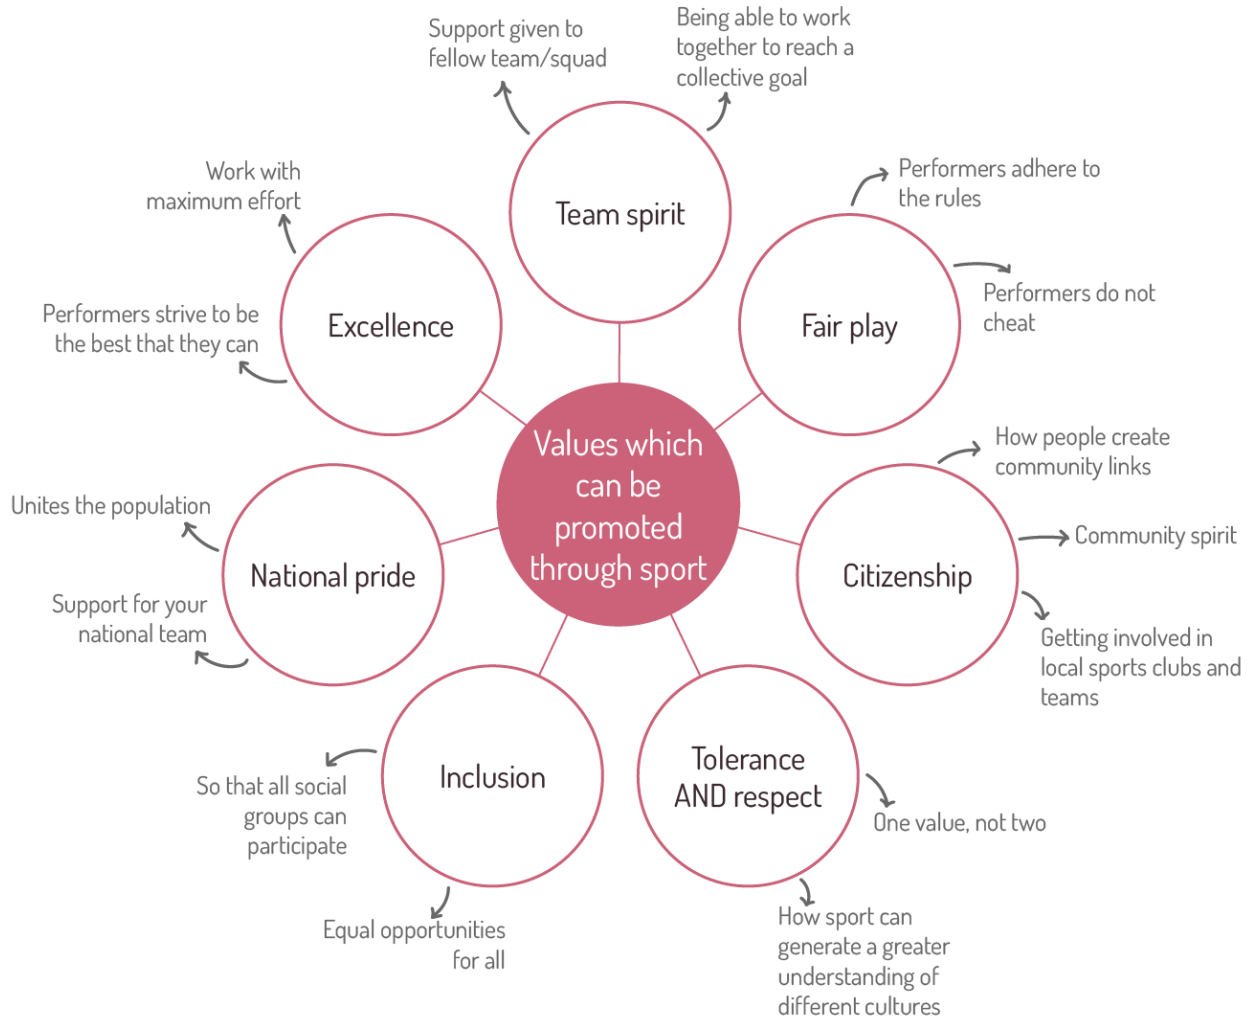 Values which
can be
promoted
through sport
Team spirit
Support given to
fellow team/squad
Being able to work
together to reach a
collective goal
Fair play
Performers adhere to
the rules
Performers do not
cheat
Citizenship
How people create
community links
Community spirit
Getting involved in
local sports clubs and
teams
Tolerance
AND respect
One value, not two
How sport can
generate a greater
understanding of
different cultures
Inclusion
So that all social
groups can
participate
Equal opportunities
for all
National pride
Unites the population
Support for your
national team
Excellence
Work with
maximum effort
Performers strive to be
the best that they can